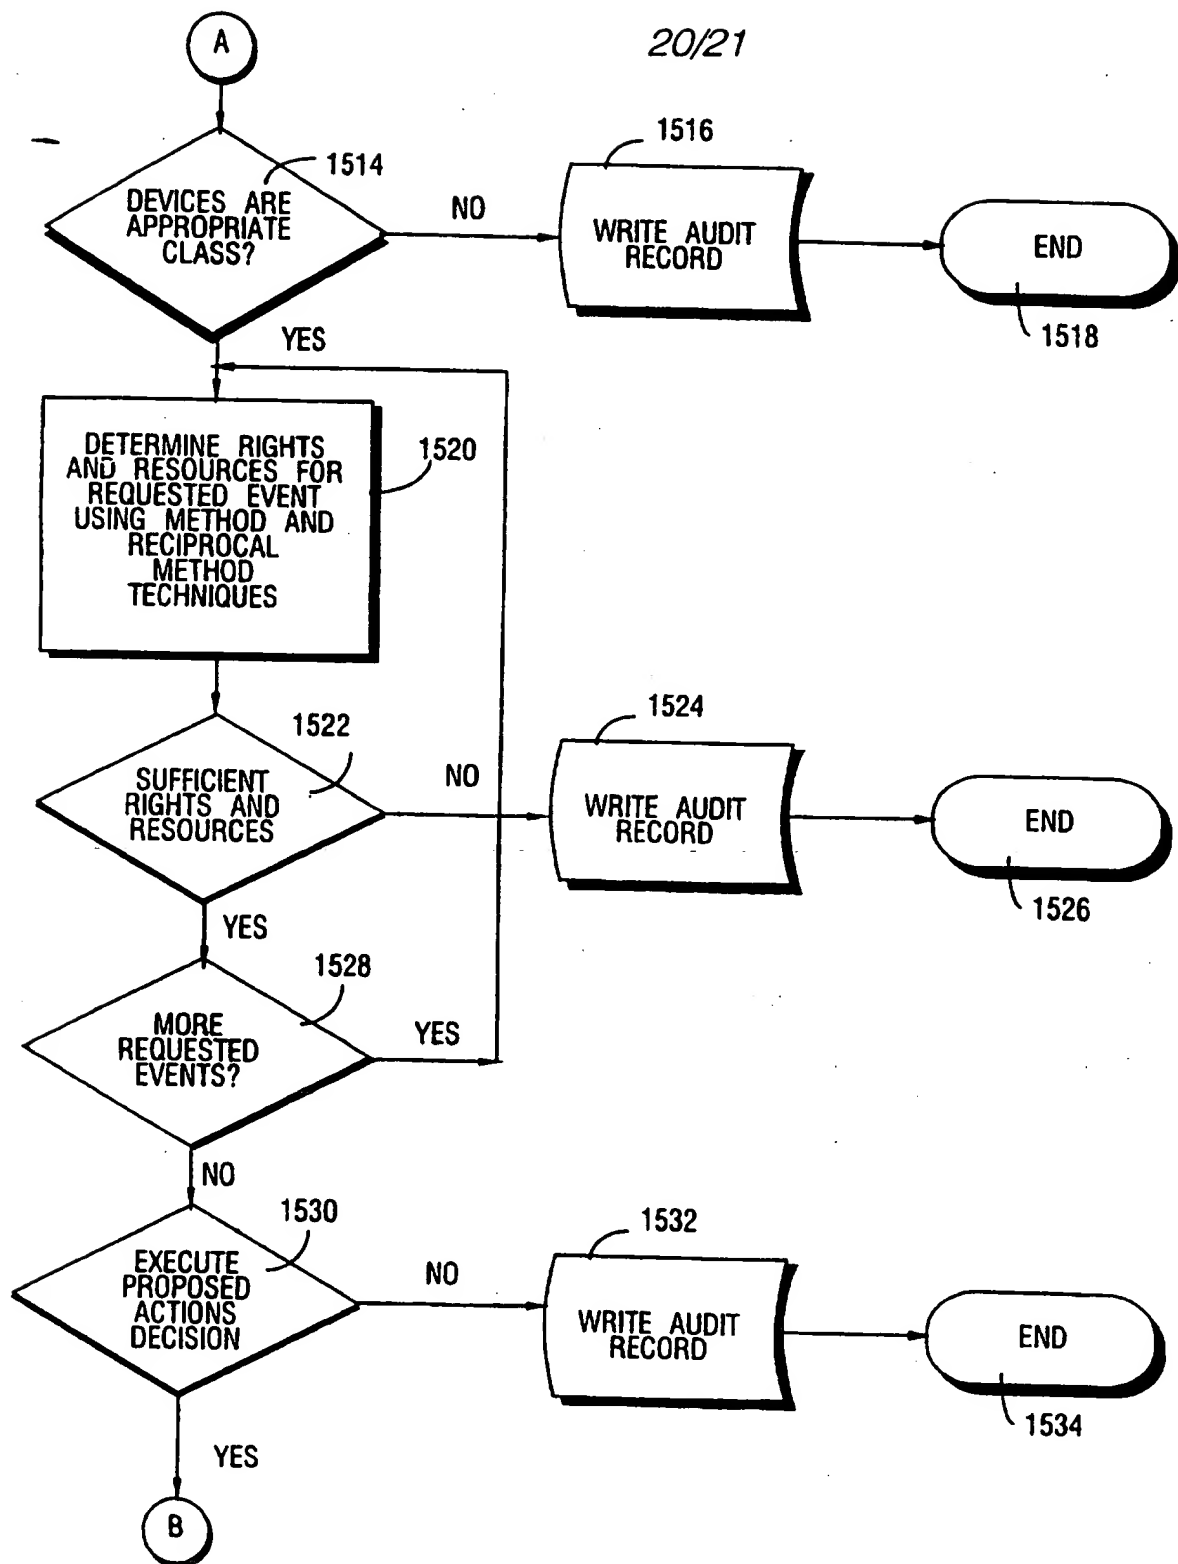 20/21
A
1514
DEVICES ARE
APPROPRIATE
CLASS?
NO
1516
WRITE AUDIT
RECORD
END
1518
YES
DETERMINE RIGHTS
AND RESOURCES FOR
REQUESTED EVENT
USING METHOD AND
RECIPROCAL
METHOD
TECHNIQUES
1520
1522
SUFFICIENT
RIGHTS AND
RESOURCES
NO
1524
WRITE AUDIT
RECORD
END
1526
YES
1528
MORE
REQUESTED
EVENTS?
YES
NO
1530
EXECUTE
PROPOSED
ACTIONS
DECISION
NO
1532
WRITE AUDIT
RECORD
END
1534
YES
B